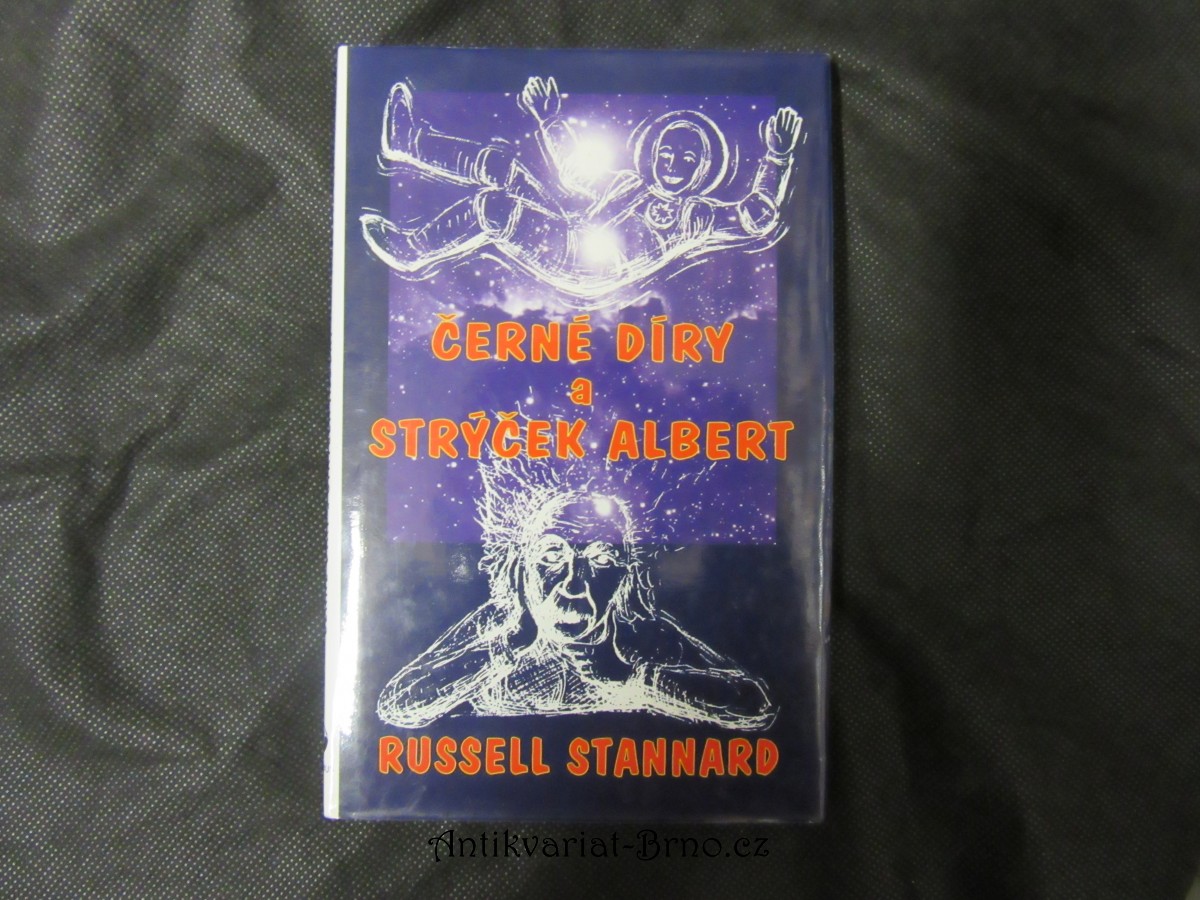 ČERNÉ DÍRY
a
STRÝČEK ALBERT
RUSSELL STANNARD
Antikvariat-Brno.cz